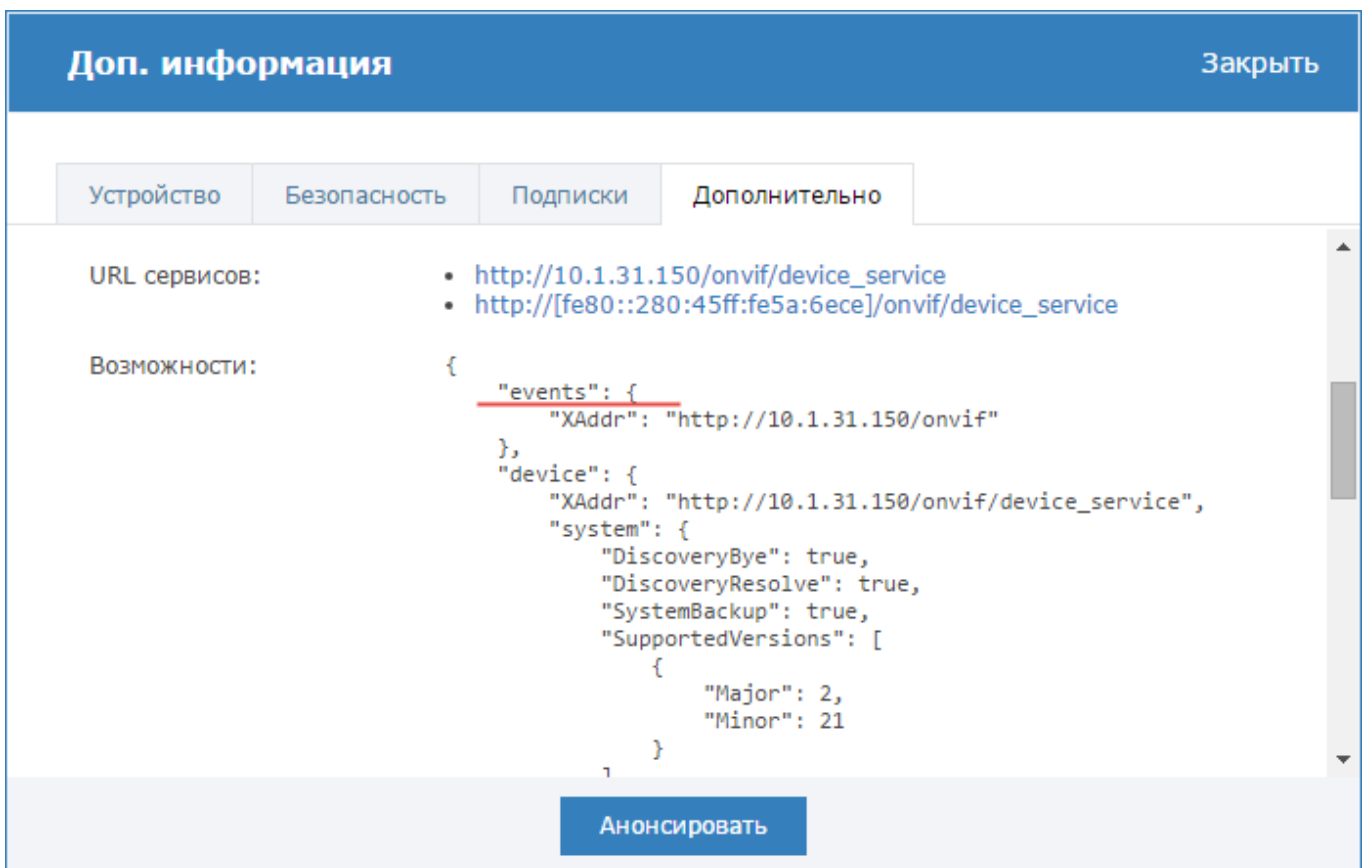 Доп. информация Закрыть
Устройство Безопасность Подписки Дополнительно
URL сервисов: • http://10.1.31.150/onvif/device_service
• http://[fe80::280:45ff:fe5a:6ece]/onvif/device_service
Возможности: {
"events": {
"XAddr": "http://10.1.31.150/onvif"
},
"device": {
"XAddr": "http://10.1.31.150/onvif/device_service",
"system": {
"DiscoveryBye": true,
"DiscoveryResolve": true,
"SystemBackup": true,
"SupportedVersions": [
{
"Major": 2,
"Minor": 21
}
]
Анонсировать